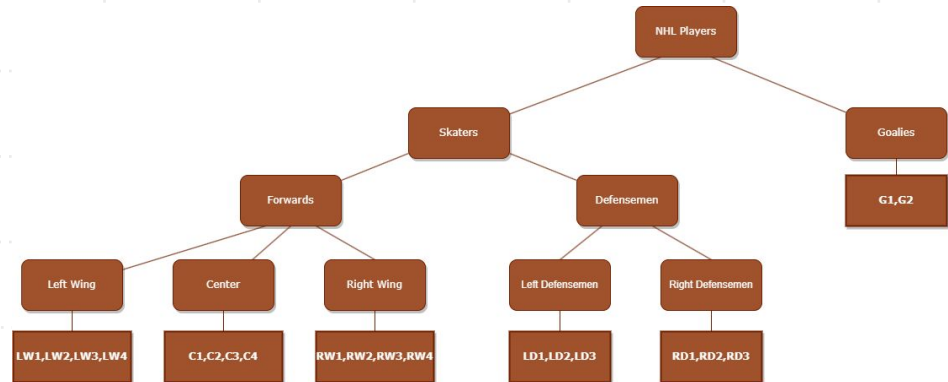 NHL Players
Skaters
Goalies
Forwards
Defensemen
G1,G2
Left Wing
Center
Right Wing
Left Defensemen
Right Defensemen
LW1,LW2,LW3,LW4
C1,C2,C3,C4
RW1,RW2,RW3,RW4
LD1,LD2,LD3
RD1,RD2,RD3